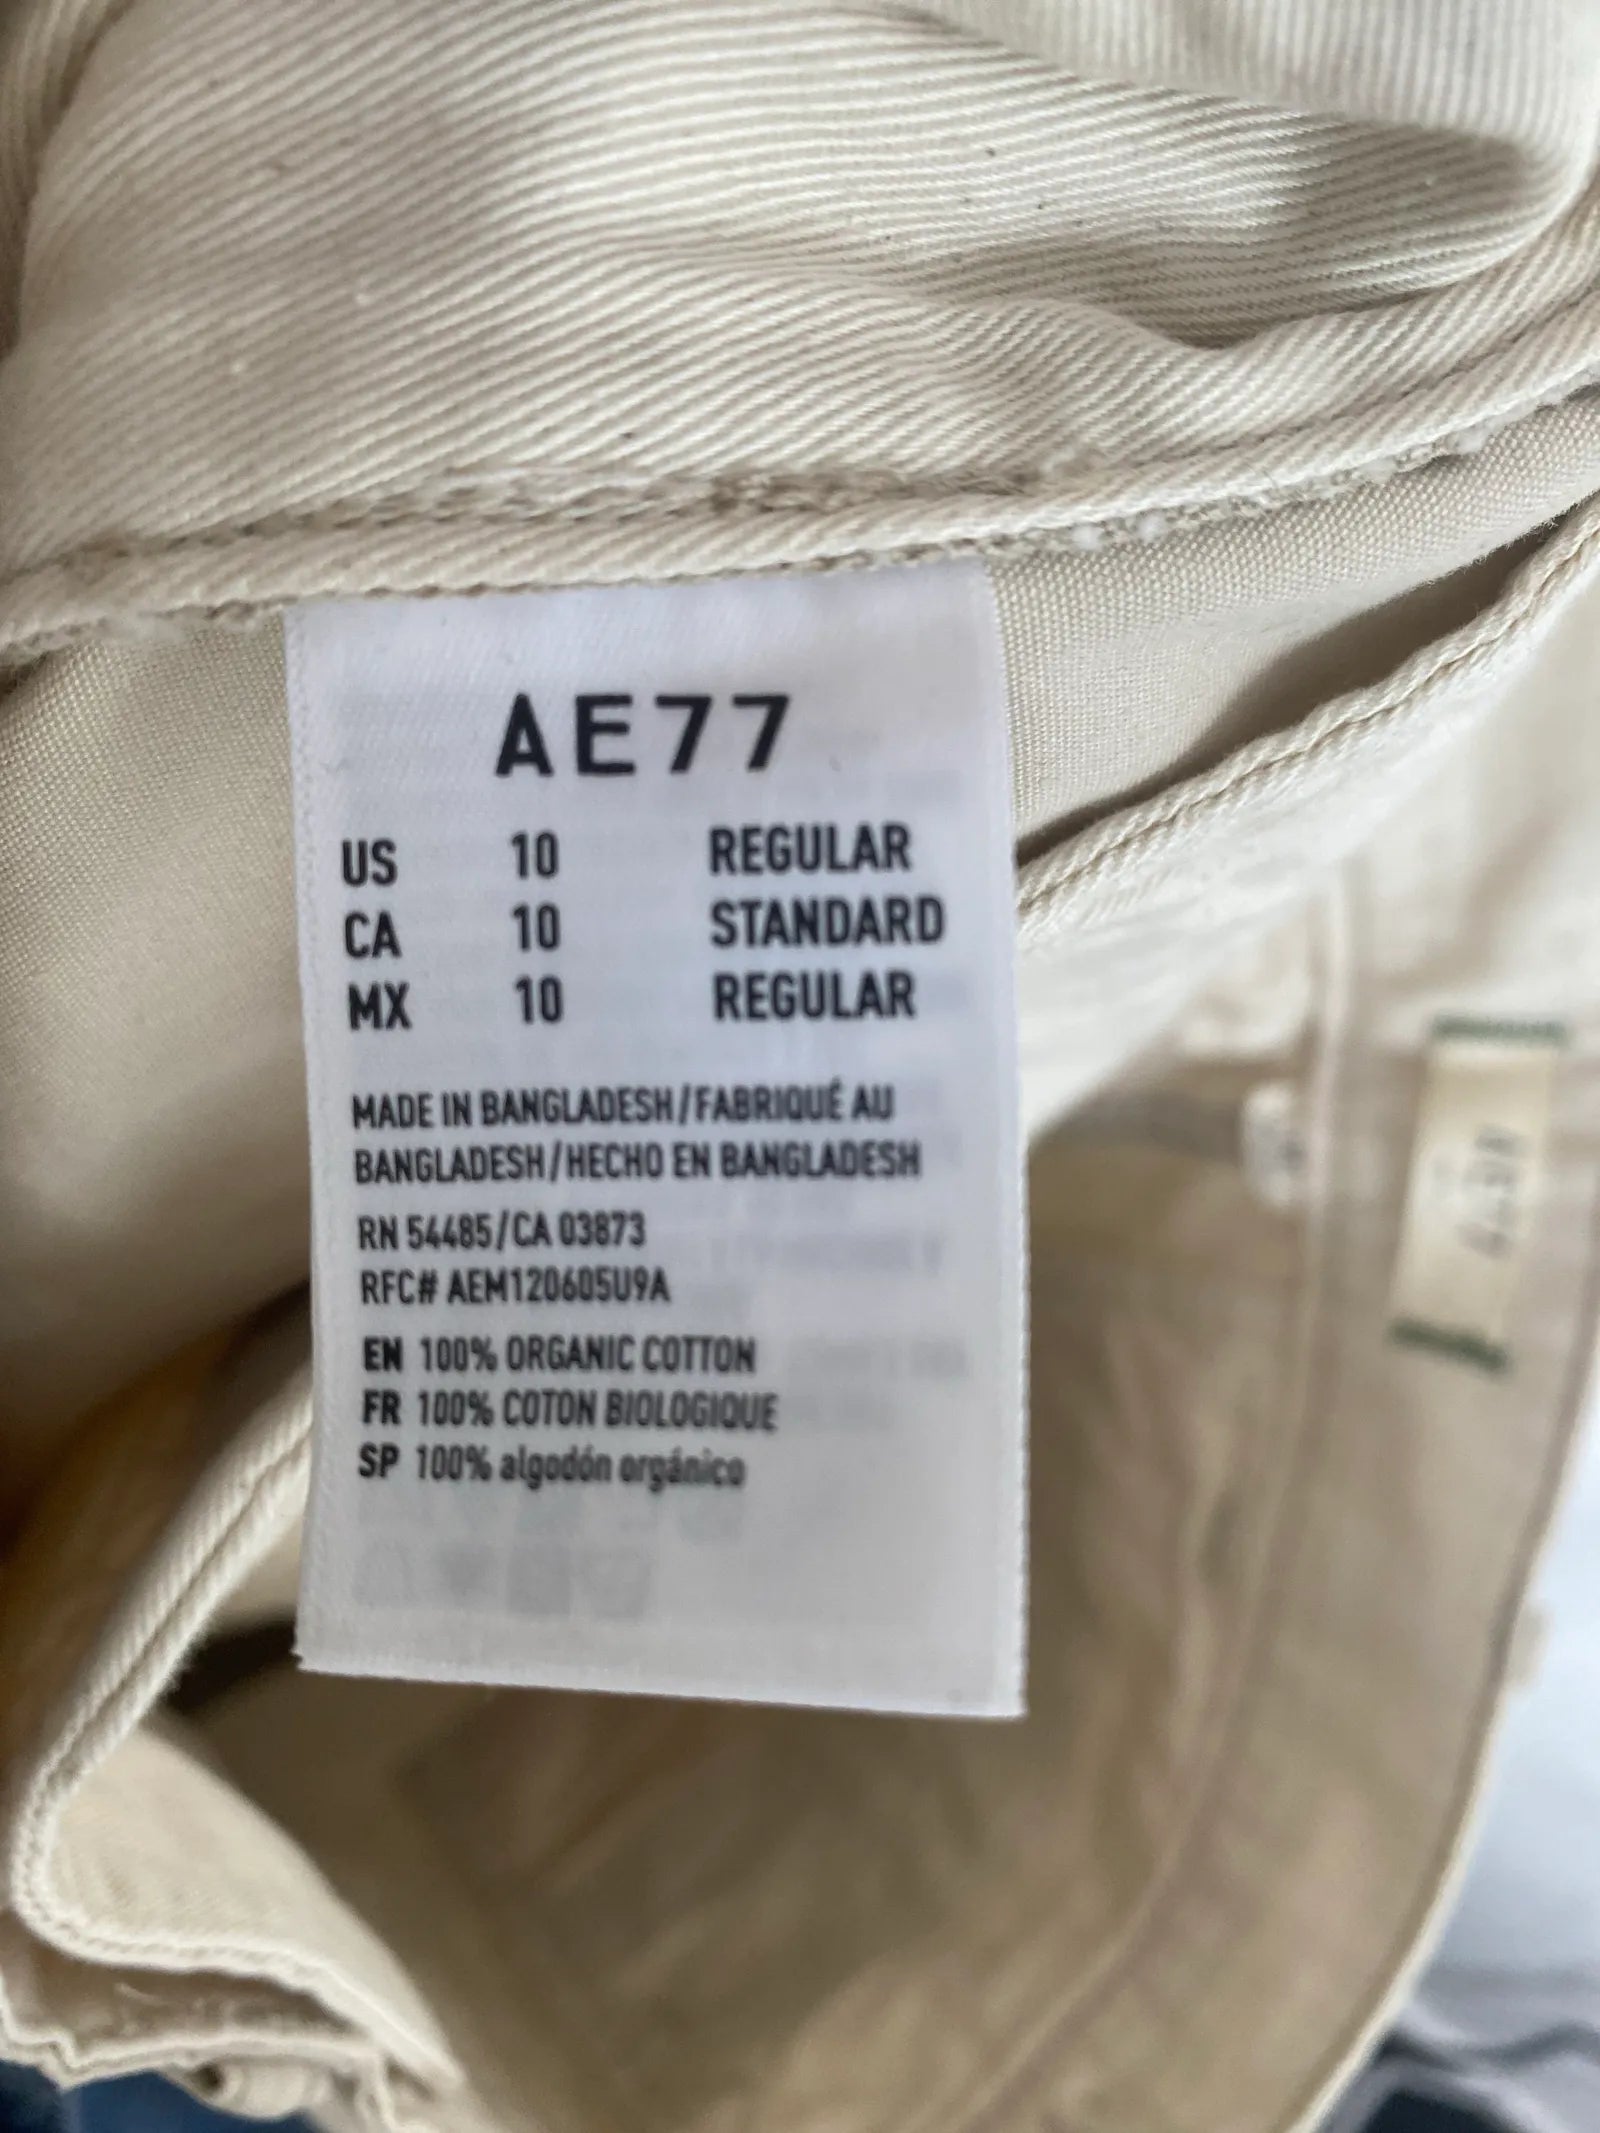 AE77
US 10 REGULAR
CA 10 STANDARD
MX 10 REGULAR
MADE IN BANGLADESH/FABRIQUÉ AU
BANGLADESH/HECHO EN BANGLADESH
RN 54485/CA 03873
RFC# AEM120605U9A
EN 100% ORGANIC COTTON
FR 100% COTON BIOLOGIQUE
SP 100% algodón orgánico